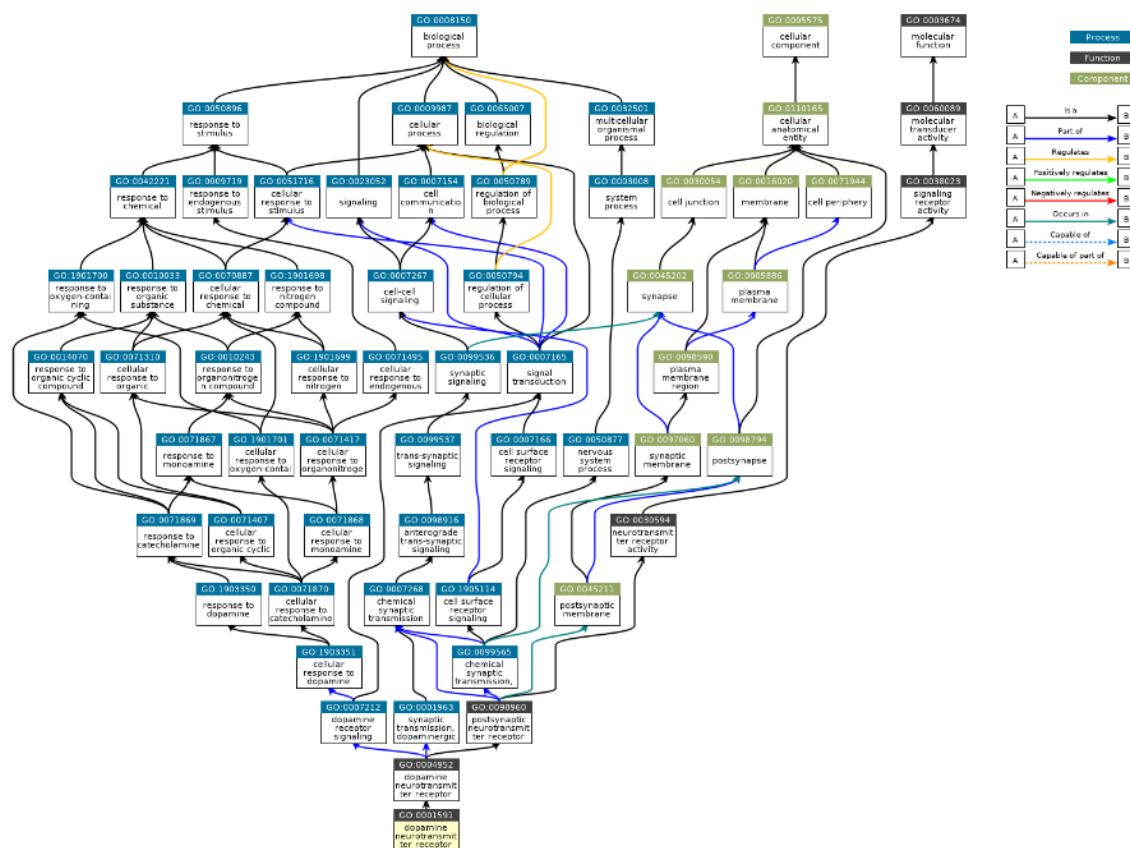 GO:0008150
biological
process
GO:0005575
cellular
component
GO:0003674
molecular
function
Process
Function
Component
A Is a B
A Part of B
A Regulates B
A Positively regulates B
A Negatively regulates B
A Occurs in B
A Capable of B
A Capable of part of B
GO:0050896
response to
stimulus
GO:0009987
cellular
process
GO:0065007
biological
regulation
GO:0032501
multicellular
organismal
process
GO:0110165
cellular
anatomical
entity
GO:0060089
molecular
transducer
activity
GO:0042221
response to
chemical
GO:0009719
response to
endogenous
stimulus
GO:0051716
cellular
response to
stimulus
GO:0023052
signaling
GO:0007154
cell
communicatio
n
GO:0050789
regulation of
biological
process
GO:0003008
system
process
GO:0030054
cell junction
GO:0016020
membrane
GO:0071944
cell periphery
GO:0038023
signaling
receptor
activity
GO:1901700
response to
oxygen-contai
ning
GO:0010033
response to
organic
substance
GO:0070887
cellular
response to
chemical
GO:1901698
response to
nitrogen
compound
GO:0007267
cell-cell
signaling
GO:0050794
regulation of
cellular
process
GO:0045202
synapse
GO:0005886
plasma
membrane
GO:0014070
response to
organic cyclic
compound
GO:0071310
cellular
response to
organic
GO:0010243
response to
organonitroge
n compound
GO:1901699
cellular
response to
nitrogen
GO:0071495
cellular
response to
endogenous
GO:0099536
synaptic
signaling
GO:0007165
signal
transduction
GO:0098590
plasma
membrane
region
GO:0071867
response to
monoamine
GO:1901701
cellular
response to
oxygen-contai
GO:0071417
cellular
response to
organonitroge
GO:0099537
trans-synaptic
signaling
GO:0007166
cell surface
receptor
signaling
GO:0050877
nervous
system
process
GO:0097060
synaptic
membrane
GO:0098794
postsynapse
GO:0071869
response to
catecholamine
GO:0071407
cellular
response to
organic cyclic
GO:0071868
cellular
response to
monoamine
GO:0098916
anterograde
trans-synaptic
signaling
GO:0030594
neurotransmit
ter receptor
activity
GO:1903350
response to
dopamine
GO:0071870
cellular
response to
catecholamine
GO:0007268
chemical
synaptic
transmission
GO:1905114
cell surface
receptor
signaling
GO:0045211
postsynaptic
membrane
GO:1903351
cellular
response to
dopamine
GO:0099565
chemical
synaptic
transmission,
GO:0007212
dopamine
receptor
signaling
GO:0001963
synaptic
transmission,
dopaminergic
GO:0098960
postsynaptic
neurotransmit
ter receptor
GO:0004952
dopamine
neurotransmit
ter receptor
GO:0001591
dopamine
neurotransmit
ter receptor